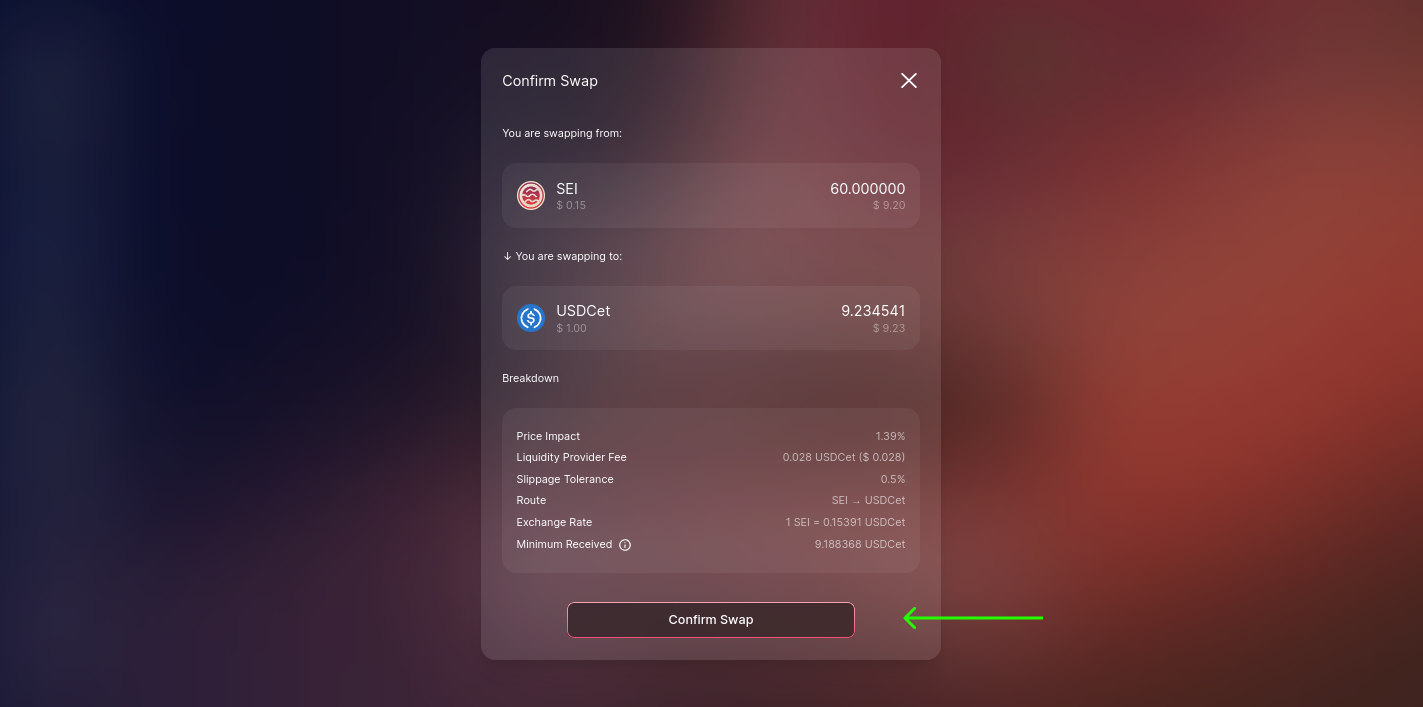 Confirm Swap
You are swapping from:
SEI 60.000000
$ 0.15 $ 9.20
↓ You are swapping to:
USDCet 9.234541
$ 1.00 $ 9.23
Breakdown
Price Impact 1.39%
Liquidity Provider Fee 0.028 USDCet ($ 0.028)
Slippage Tolerance 0.5%
Route SEI → USDCet
Exchange Rate 1 SEI = 0.15391 USDCet
Minimum Received 9.188368 USDCet
Confirm Swap